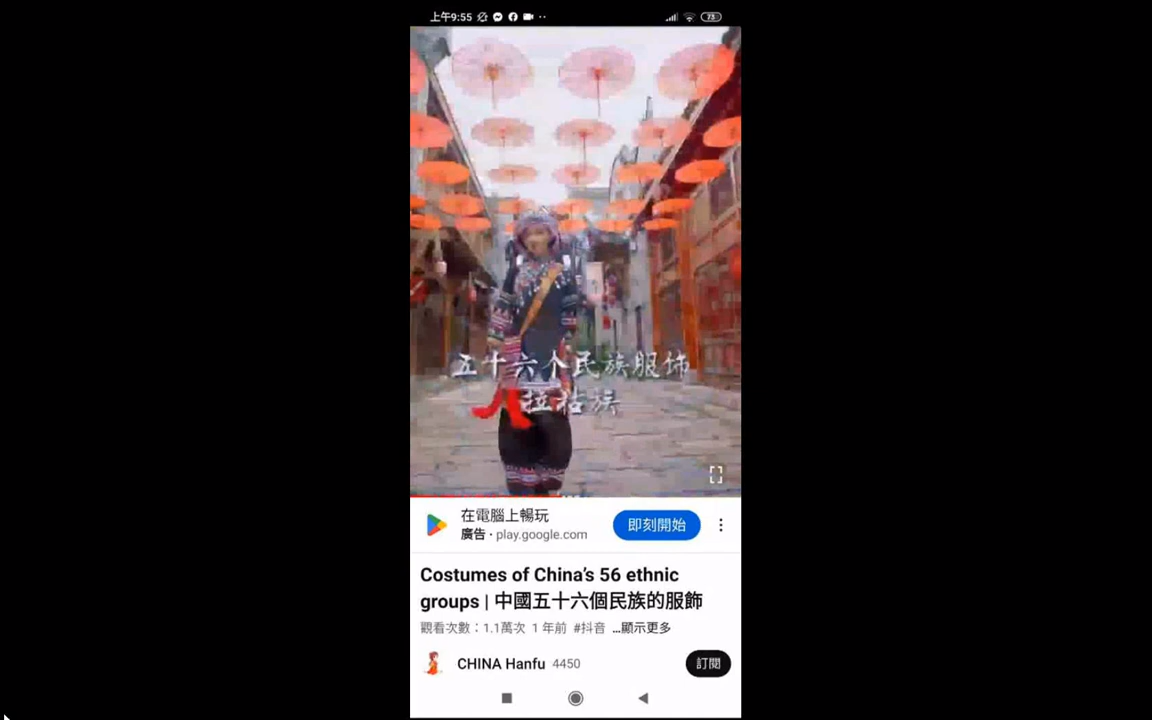 上午9:55
73
五十六个民族服饰
拉祜族
在電腦上暢玩
廣告 · play.google.com
即刻開始
Costumes of China's 56 ethnic
groups | 中國五十六個民族的服飾
觀看次數：1.1萬次 1 年前 #抖音 ...顯示更多
CHINA Hanfu 4450
訂閱